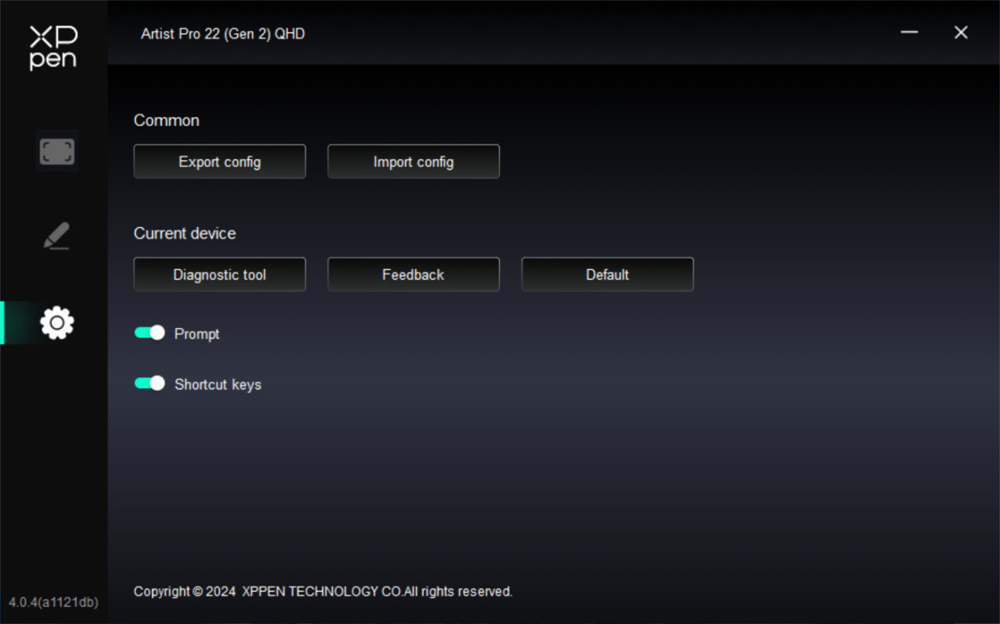 XP
pen
Artist Pro 22 (Gen 2) QHD
Common
Export config
Import config
Current device
Diagnostic tool
Feedback
Default
Prompt
Shortcut keys
Copyright © 2024 XPPEN TECHNOLOGY CO.All rights reserved.
4.0.4(a1121db)